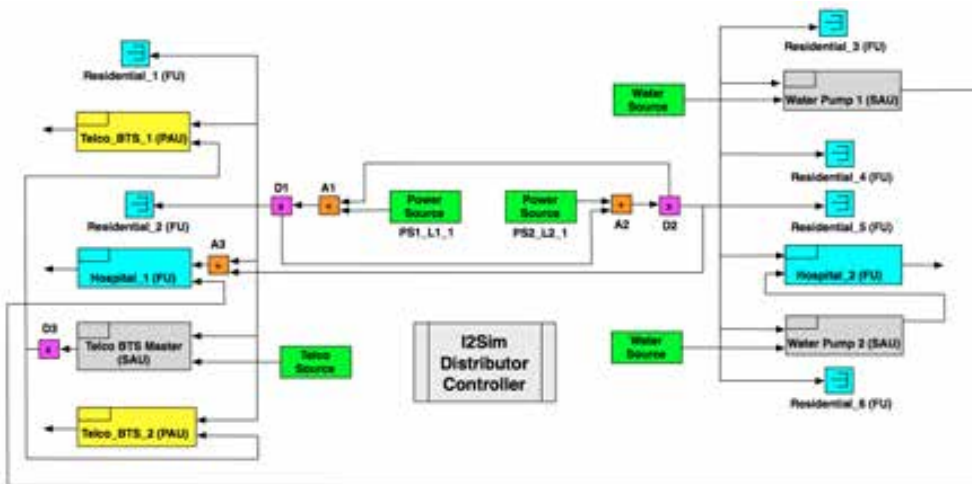 Residential_1 (FU)
Telco_BTS_1 (PAU)
Residential_2 (FU)
A3
Hospital_1 (FU)
D3
Telco BTS Master
(SAU)
Telco_BTS_2 (PAU)
Telco
Source
D1
A1
Power
Source
PS1_L1_1
Power
Source
PS2_L2_1
A2
D2
I2Sim
Distributor
Controller
Water
Source
Water
Source
Residential_3 (FU)
Water Pump 1 (SAU)
Residential_4 (FU)
Residential_5 (FU)
Hospital_2 (FU)
Water Pump 2 (SAU)
Residential_6 (FU)